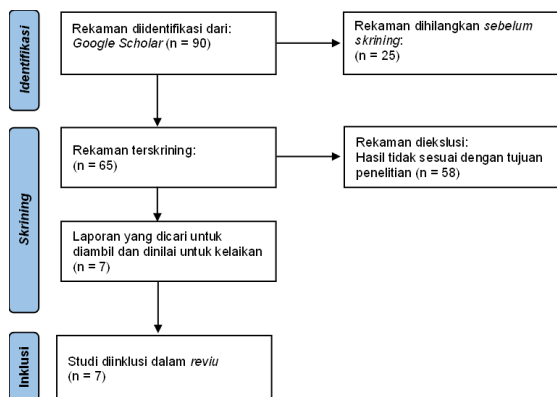 Identifikasi
Rekaman diidentifikasi dari:
Google Scholar (n = 90)
Rekaman dihilangkan sebelum
skrining:
(n = 25)
Skrining
Rekaman terskrining:
(n = 65)
Rekaman diekslusi:
Hasil tidak sesuai dengan tujuan
penelitian (n = 58)
Laporan yang dicari untuk
diambil dan dinilai untuk kelaikan
(n = 7)
Inklusi
Studi diinklusi dalam reviu
(n = 7)